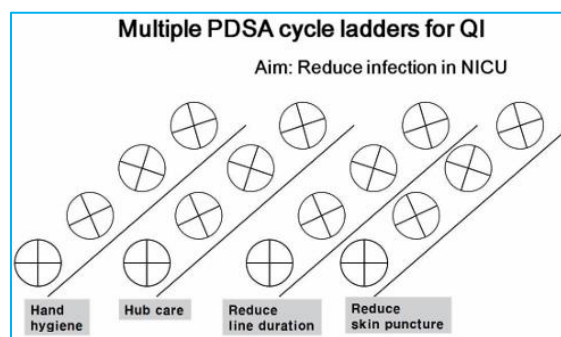 Multiple PDSA cycle ladders for QI
Aim: Reduce infection in NICU
Hand
hygiene
Hub care
Reduce
line duration
Reduce
skin puncture